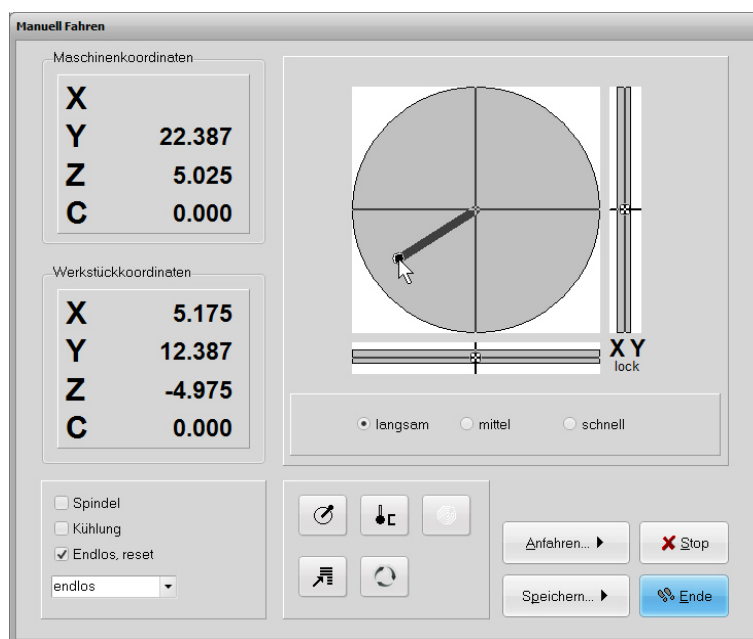 Manuell Fahren
Maschinenkoordinaten
X
Y 22.387
Z 5.025
C 0.000
Werkstückkoordinaten
X 5.175
Y 12.387
Z -4.975
C 0.000
X Y
lock
langsam mittel schnell
Spindel
Kühlung
Endlos, reset
endlos
Anfahren...
Stop
Speichern...
Ende